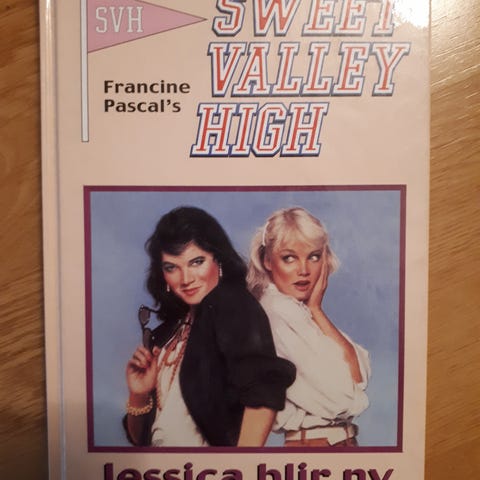 SVH
SWEET
VALLEY
HIGH
Francine
Pascal's
Jessica blir ny